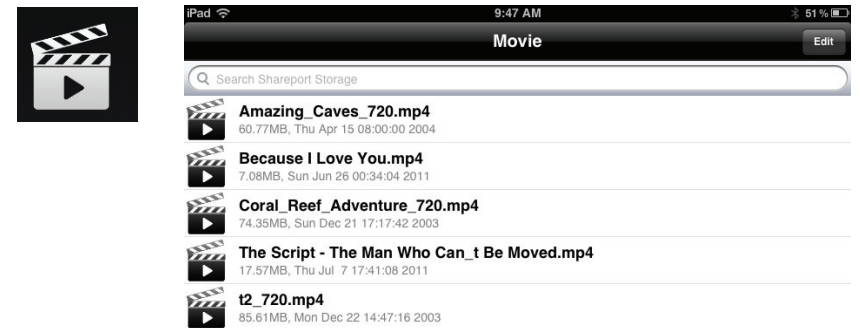 iPad 9:47 AM 51 %
Movie Edit
Search Shareport Storage
Amazing_Caves_720.mp4
60.77MB, Thu Apr 15 08:00:00 2004
Because I Love You.mp4
7.08MB, Sun Jun 26 00:34:04 2011
Coral_Reef_Adventure_720.mp4
74.35MB, Sun Dec 21 17:17:42 2003
The Script - The Man Who Can_t Be Moved.mp4
17.57MB, Thu Jul 7 17:41:08 2011
t2_720.mp4
85.61MB, Mon Dec 22 14:47:16 2003